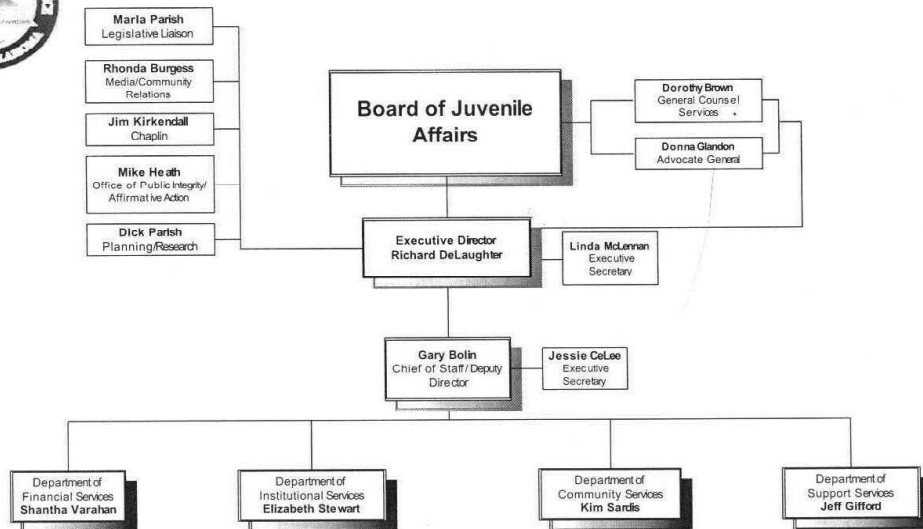 Marla Parish
Legislative Liaison
Rhonda Burgess
Media/Community
Relations
Jim Kirkendall
Chaplin
Mike Heath
Office of Public Integrity/
Affirmative Action
Dick Parish
Planning/Research
Board of Juvenile
Affairs
Dorothy Brown
General Counsel
Services
Donna Glandon
Advocate General
Executive Director
Richard DeLaughter
Linda McLennan
Executive
Secretary
Gary Bolin
Chief of Staff/Deputy
Director
Jessie CeLee
Executive
Secretary
Department of
Financial Services
Shantha Varahan
Department of
Institutional Services
Elizabeth Stewart
Department of
Community Services
Kim Sardis
Department of
Support Services
Jeff Gifford